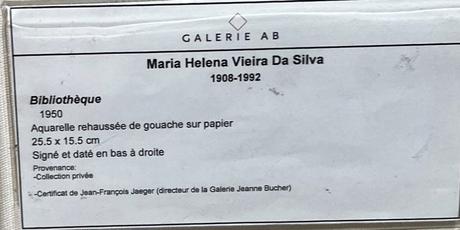 GALERIE AB
Maria Helena Vieira Da Silva
1908-1992
Bibliothèque
1950
Aquarelle rehaussée de gouache sur papier
25.5 x 15.5 cm
Signé et daté en bas à droite
Provenance:
-Collection privée
-Certificat de Jean-François Jaeger (directeur de la Galerie Jeanne Bucher)